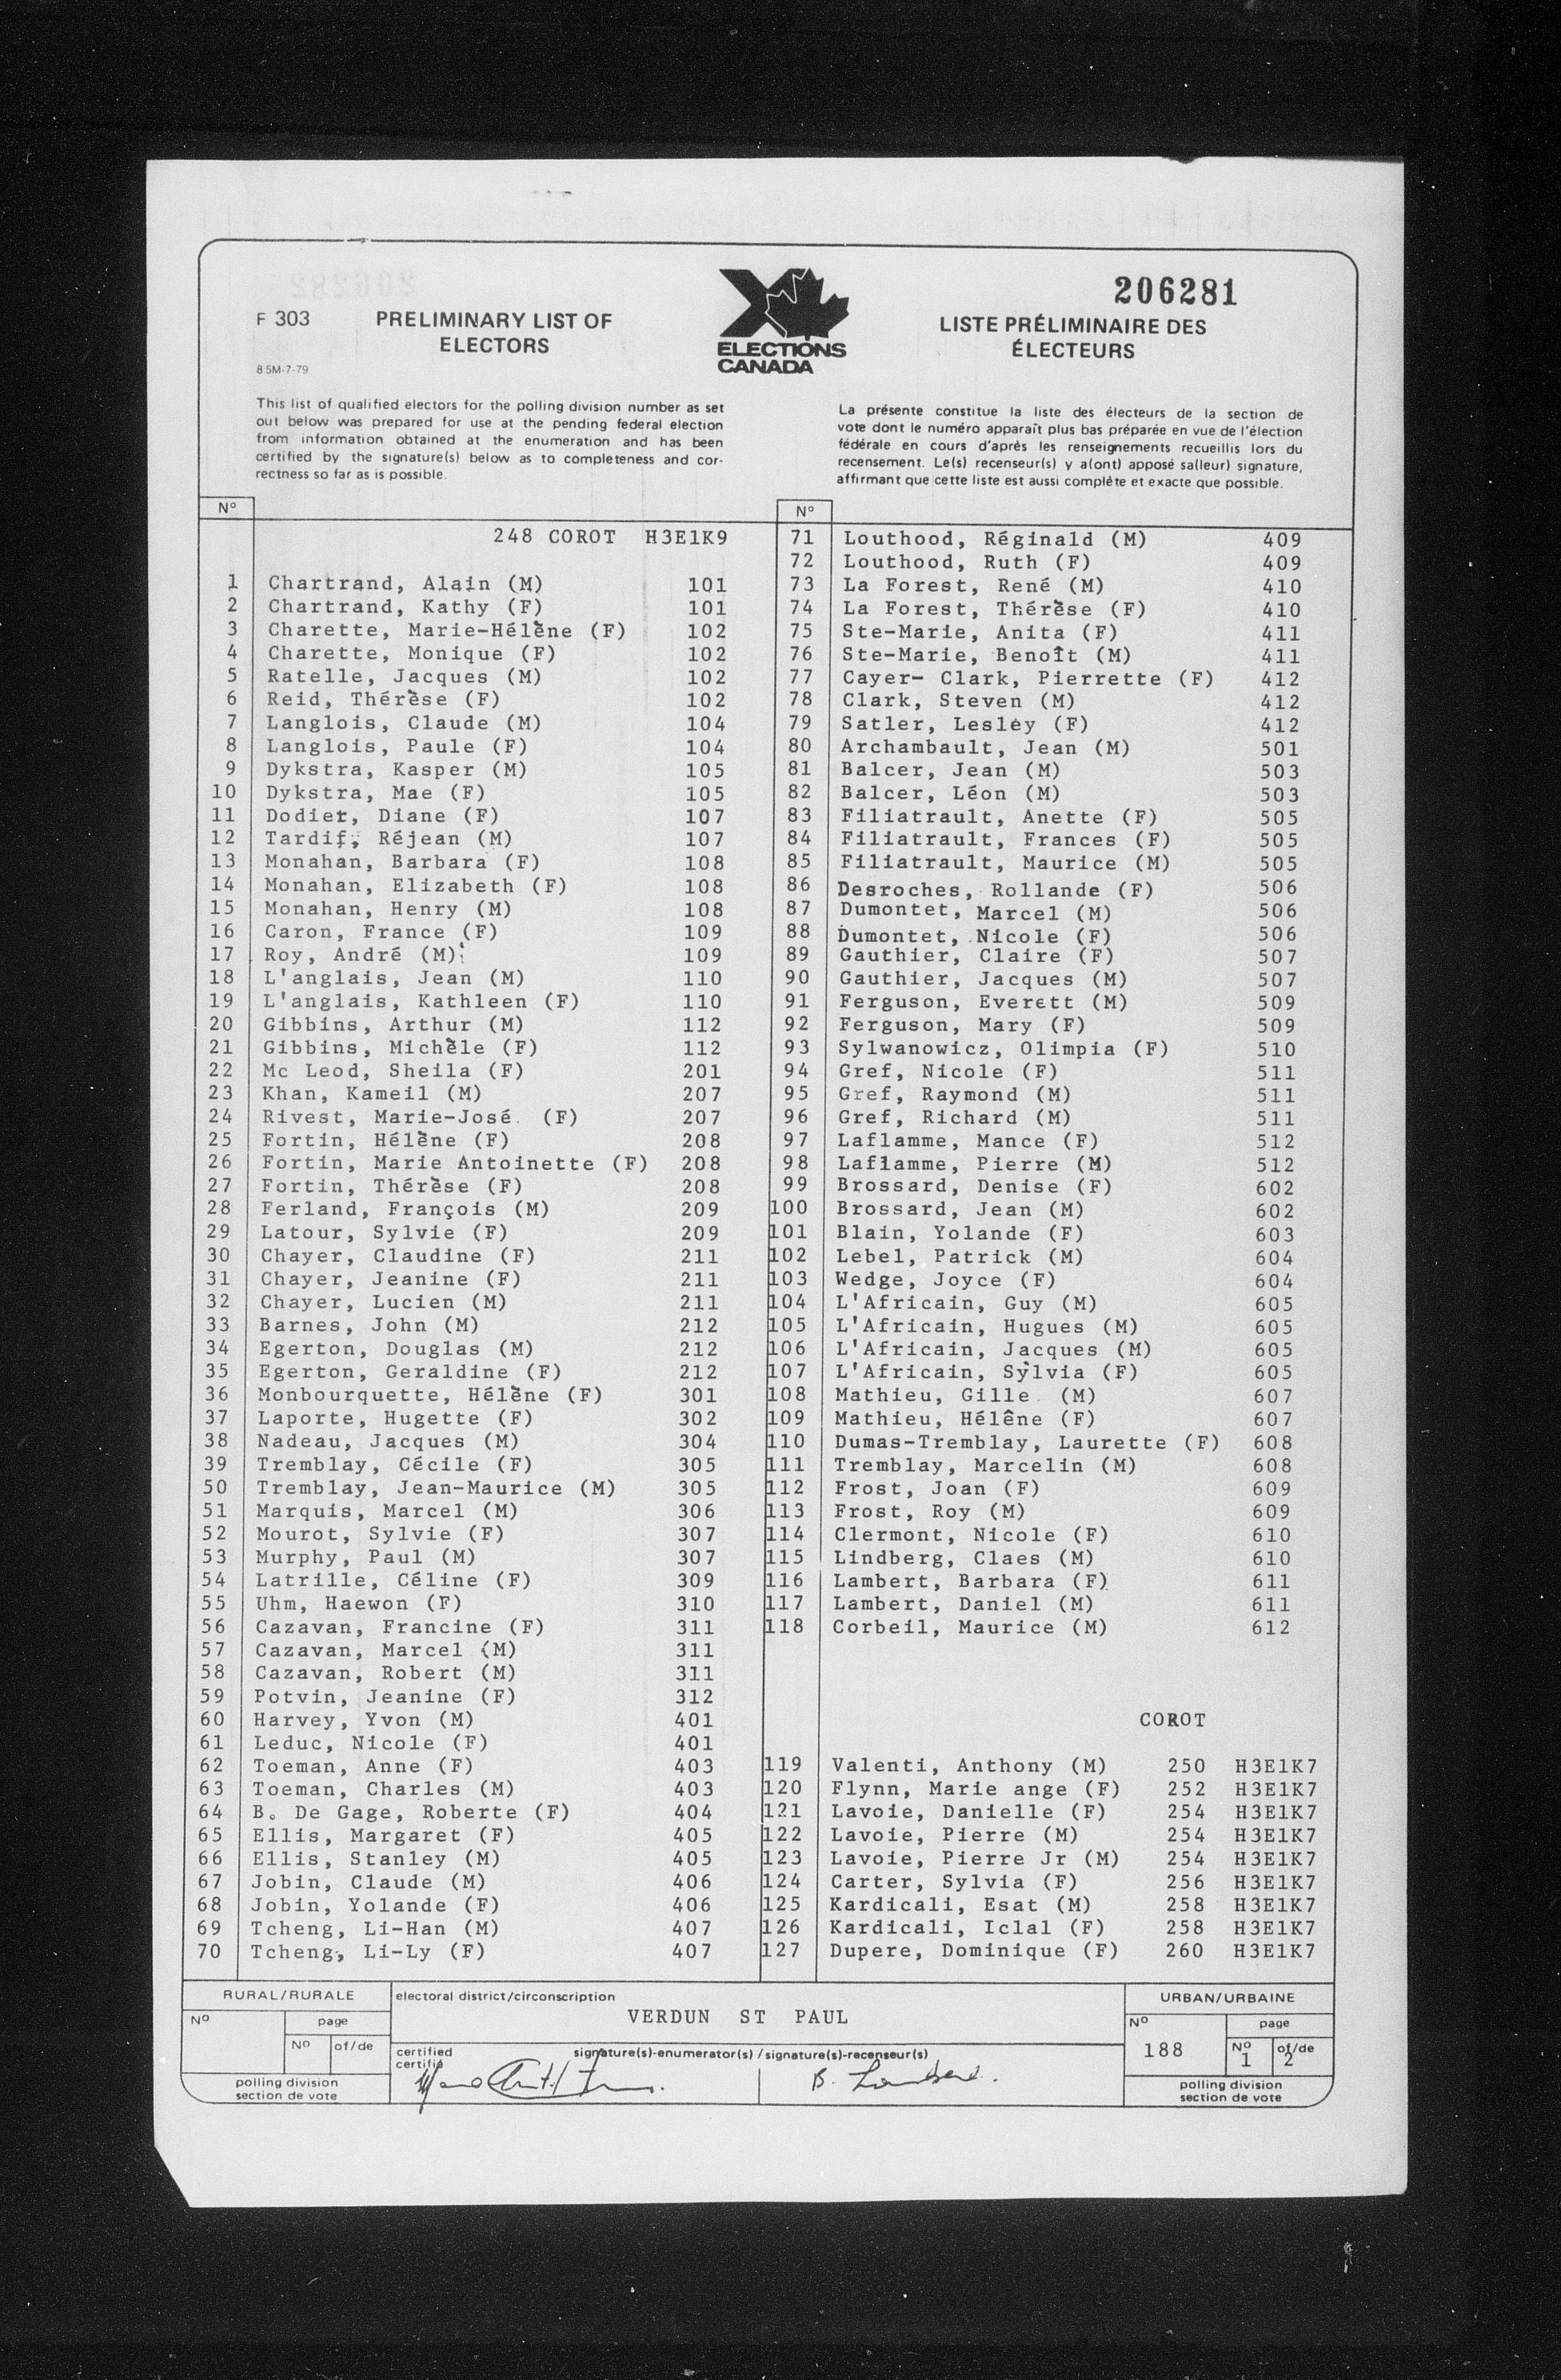 206281
F 303
PRELIMINARY LIST OF
ELECTORS
8 5M-7-79
ELECTIONS
CANADA
LISTE PRÉLIMINAIRE DES
ÉLECTEURS
This list of qualified electors for the polling division number as set
out below was prepared for use at the pending federal election
from information obtained at the enumeration and has been
certified by the signature(s) below as to completeness and cor-
rectness so far as is possible.
La présente constitue la liste des électeurs de la section de
vote dont le numéro apparaît plus bas préparée en vue de l'élection
fédérale en cours d'après les renseignements recueillis lors du
recensement. Le(s) recenseur(s) y a(ont) apposé sa(leur) signature,
affirmant que cette liste est aussi complète et exacte que possible.
Nº
248 COROT H3E1K9
1 Chartrand, Alain (M) 101
2 Chartrand, Kathy (F) 101
3 Charette, Marie-Hélène (F) 102
4 Charette, Monique (F) 102
5 Ratelle, Jacques (M) 102
6 Reid, Thérèse (F) 102
7 Langlois, Claude (M) 104
8 Langlois, Paule (F) 104
9 Dykstra, Kasper (M) 105
10 Dykstra, Mae (F) 105
11 Dodier, Diane (F) 107
12 Tardif, Réjean (M) 107
13 Monahan, Barbara (F) 108
14 Monahan, Elizabeth (F) 108
15 Monahan, Henry (M) 108
16 Caron, France (F) 109
17 Roy, André (M) 109
18 L'anglais, Jean (M) 110
19 L'anglais, Kathleen (F) 110
20 Gibbins, Arthur (M) 112
21 Gibbins, Michèle (F) 112
22 Mc Leod, Sheila (F) 201
23 Khan, Kameil (M) 207
24 Rivest, Marie-José (F) 207
25 Fortin, Hélène (F) 208
26 Fortin, Marie Antoinette (F) 208
27 Fortin, Thérèse (F) 208
28 Ferland, François (M) 209
29 Latour, Sylvie (F) 209
30 Chayer, Claudine (F) 211
31 Chayer, Jeanine (F) 211
32 Chayer, Lucien (M) 211
33 Barnes, John (M) 212
34 Egerton, Douglas (M) 212
35 Egerton, Geraldine (F) 212
36 Monbourquette, Hélène (F) 301
37 Laporte, Hugette (F) 302
38 Nadeau, Jacques (M) 304
39 Tremblay, Cécile (F) 305
50 Tremblay, Jean-Maurice (M) 305
51 Marquis, Marcel (M) 306
52 Mourot, Sylvie (F) 307
53 Murphy, Paul (M) 307
54 Latrille, Céline (F) 309
55 Uhm, Haewon (F) 310
56 Cazavan, Francine (F) 311
57 Cazavan, Marcel (M) 311
58 Cazavan, Robert (M) 311
59 Potvin, Jeanine (F) 312
60 Harvey, Yvon (M) 401
61 Leduc, Nicole (F) 401
62 Toeman, Anne (F) 403
63 Toeman, Charles (M) 403
64 B. De Gage, Roberte (F) 404
65 Ellis, Margaret (F) 405
66 Ellis, Stanley (M) 405
67 Jobin, Claude (M) 406
68 Jobin, Yolande (F) 406
69 Tcheng, Li-Han (M) 407
70 Tcheng, Li-Ly (F) 407
Nº
71 Louthood, Réginald (M) 409
72 Louthood, Ruth (F) 409
73 La Forest, René (M) 410
74 La Forest, Thérèse (F) 410
75 Ste-Marie, Anita (F) 411
76 Ste-Marie, Benoît (M) 411
77 Cayer- Clark, Pierrette (F) 412
78 Clark, Steven (M) 412
79 Satler, Lesley (F) 412
80 Archambault, Jean (M) 501
81 Balcer, Jean (M) 503
82 Balcer, Léon (M) 503
83 Filiatrault, Anette (F) 505
84 Filiatrault, Frances (F) 505
85 Filiatrault, Maurice (M) 505
86 Desroches, Rollande (F) 506
87 Dumontet, Marcel (M) 506
88 Dumontet, Nicole (F) 506
89 Gauthier, Claire (F) 507
90 Gauthier, Jacques (M) 507
91 Ferguson, Everett (M) 509
92 Ferguson, Mary (F) 509
93 Sylwanowicz, Olimpia (F) 510
94 Gref, Nicole (F) 511
95 Gref, Raymond (M) 511
96 Gref, Richard (M) 511
97 Laflamme, Mance (F) 512
98 Laflamme, Pierre (M) 512
99 Brossard, Denise (F) 602
100 Brossard, Jean (M) 602
101 Blain, Yolande (F) 603
102 Lebel, Patrick (M) 604
103 Wedge, Joyce (F) 604
104 L'Africain, Guy (M) 605
105 L'Africain, Hugues (M) 605
106 L'Africain, Jacques (M) 605
107 L'Africain, Sylvia (F) 605
108 Mathieu, Gille (M) 607
109 Mathieu, Hélène (F) 607
110 Dumas-Tremblay, Laurette (F) 608
111 Tremblay, Marcelin (M) 608
112 Frost, Joan (F) 609
113 Frost, Roy (M) 609
114 Clermont, Nicole (F) 610
115 Lindberg, Claes (M) 610
116 Lambert, Barbara (F) 611
117 Lambert, Daniel (M) 611
118 Corbeil, Maurice (M) 612
COROT
119 Valenti, Anthony (M) 250 H3E1K7
120 Flynn, Marie ange (F) 252 H3E1K7
121 Lavoie, Danielle (F) 254 H3E1K7
122 Lavoie, Pierre (M) 254 H3E1K7
123 Lavoie, Pierre Jr (M) 254 H3E1K7
124 Carter, Sylvia (F) 256 H3E1K7
125 Kardicali, Esat (M) 258 H3E1K7
126 Kardicali, Iclal (F) 258 H3E1K7
127 Dupere, Dominique (F) 260 H3E1K7
RURAL/RURALE
Nº
page
Nº of/de
polling division
section de vote
electoral district/circonscription
VERDUN ST PAUL
certified
certifié
signature(s)-enumerator(s) / signature(s)-recenseur(s)
B. Lambert.
URBAN/URBAINE
Nº
188
page
Nº of/de
1 2
polling division
section de vote